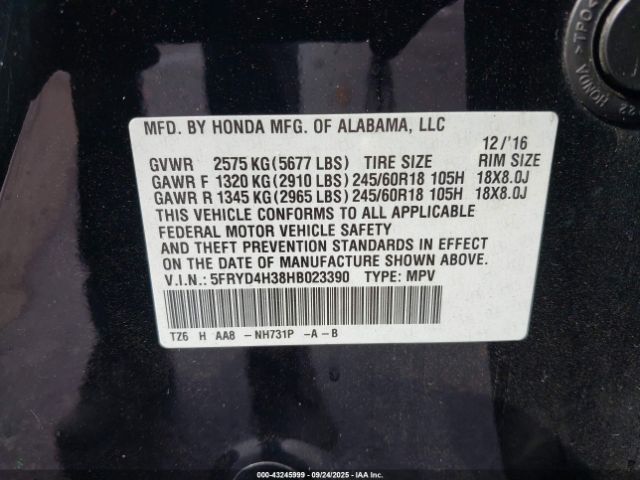 >TPO<
HONDA
MFD. BY HONDA MFG. OF ALABAMA, LLC
12/'16
GVWR 2575 KG (5677 LBS) TIRE SIZE RIM SIZE
GAWR F 1320 KG (2910 LBS) 245/60R18 105H 18X8.0J
GAWR R 1345 KG (2965 LBS) 245/60R18 105H 18X8.0J
THIS VEHICLE CONFORMS TO ALL APPLICABLE
FEDERAL MOTOR VEHICLE SAFETY
AND THEFT PREVENTION STANDARDS IN EFFECT
ON THE DATE OF MANUFACTURE SHOWN ABOVE.
V.I.N.: 5FRYD4H38HB023390 TYPE: MPV
TZ6 H AA8 - NH731P -A-B
000-43245999 - 09/24/2025 - IAA Inc.